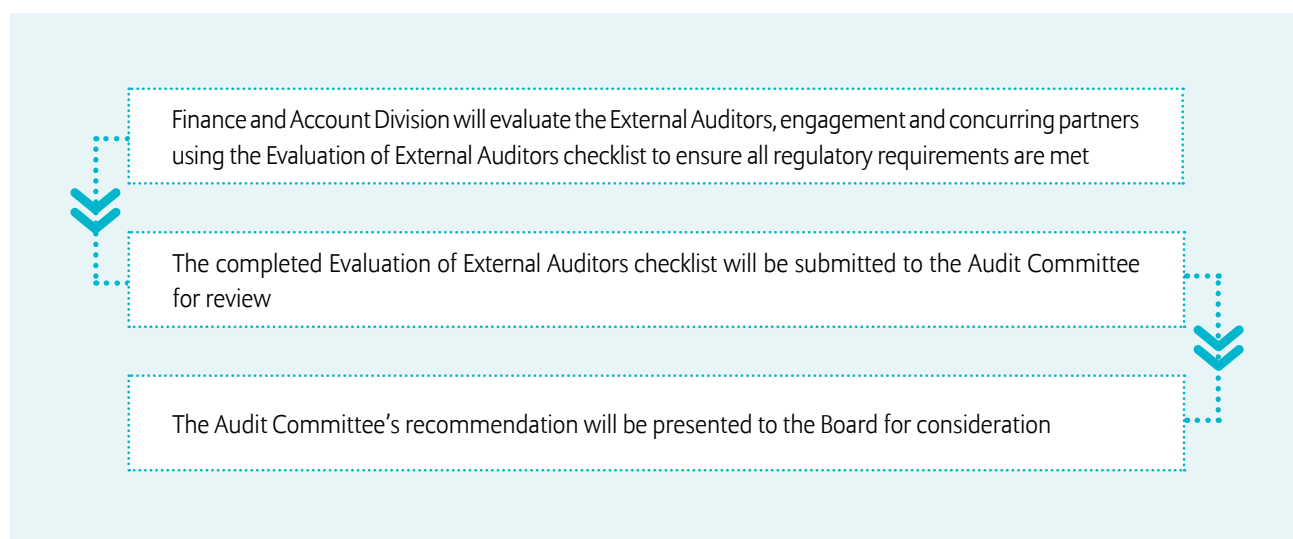 Finance and Account Division will evaluate the External Auditors, engagement and concurring partners
using the Evaluation of External Auditors checklist to ensure all regulatory requirements are met
The completed Evaluation of External Auditors checklist will be submitted to the Audit Committee
for review
The Audit Committee’s recommendation will be presented to the Board for consideration